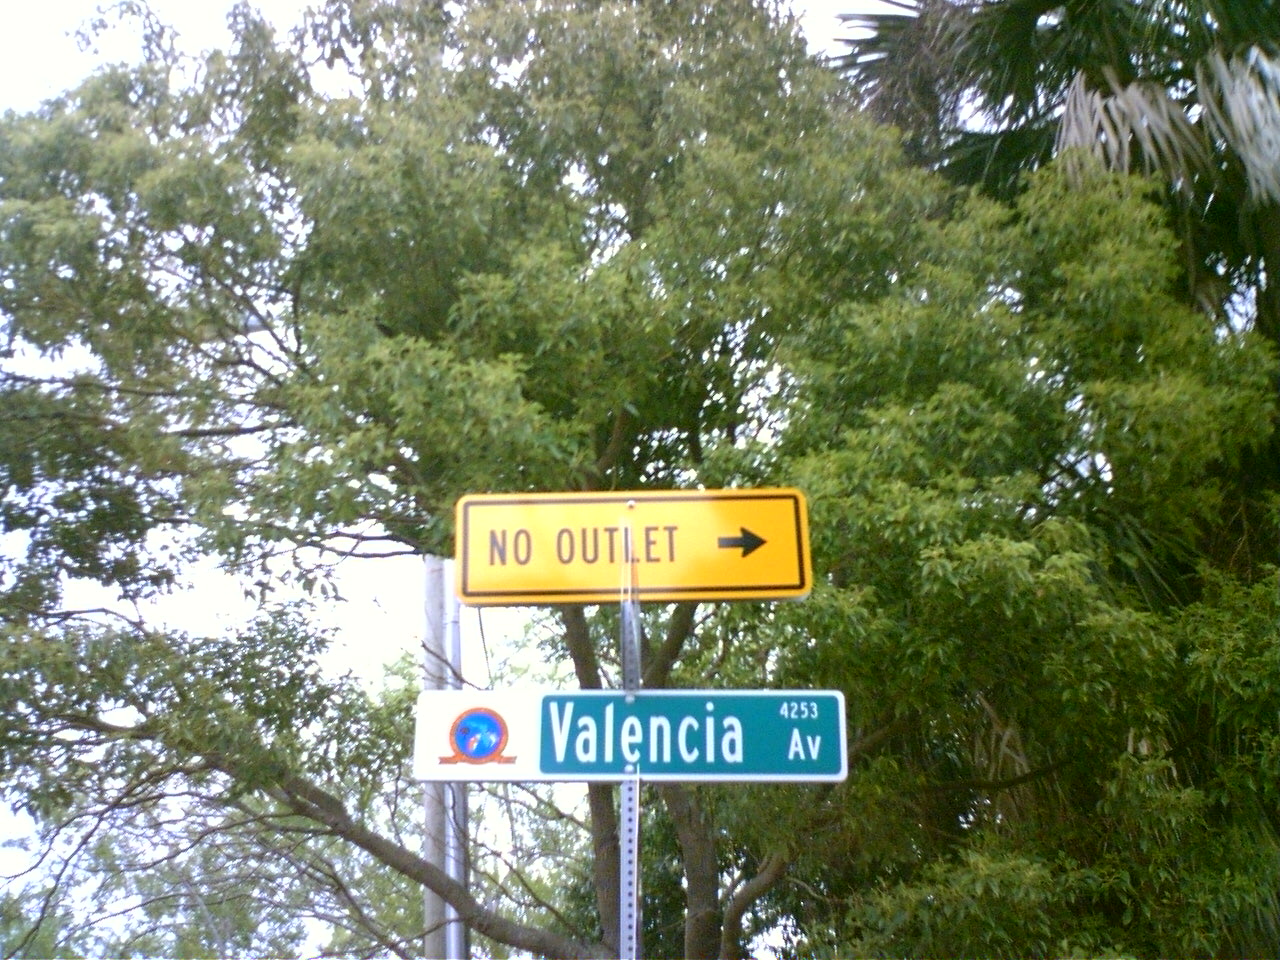 NO OUTLET
Valencia Av
4253